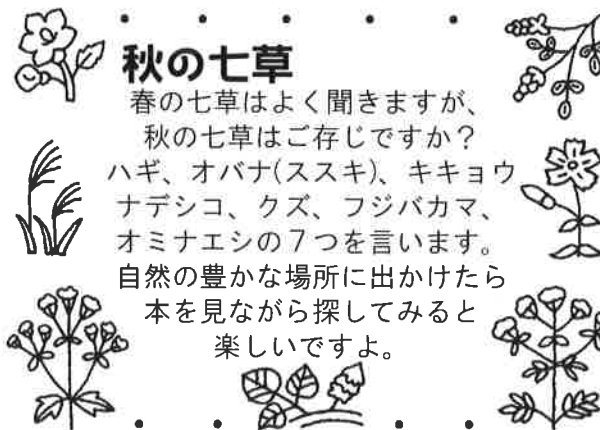 秋の七草
春の七草はよく聞きますが、
秋の七草はご存じですか？
ハギ、オバナ(ススキ)、キキョウ
ナデシコ、クズ、フジバカマ、
オミナエシの７つを言います。
自然の豊かな場所に出かけたら
本を見ながら探してみると
楽しいですよ。